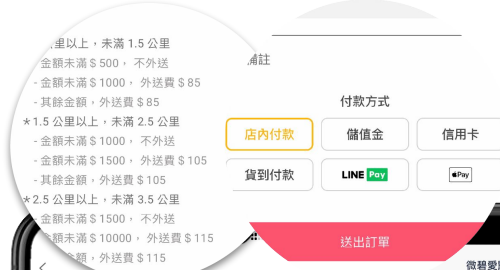 里以上，未滿 1.5 公里
- 金額未滿 $ 500， 不外送
- 金額未滿 $ 1000， 外送費 $ 85
- 其餘金額，外送費 $ 85
*1.5 公里以上，未滿 2.5 公里
- 金額未滿 $ 1000， 不外送
- 金額未滿 $ 1500， 外送費 $ 105
- 其餘金額，外送費 $ 105
*2.5 公里以上，未滿 3.5 公里
金額未滿 $ 1500， 不外送
額未滿 $ 10000， 外送費 $ 115
金額，外送費 $ 115
備註
付款方式
店內付款 儲值金 信用卡
貨到付款 LINE Pay Pay
送出訂單
微碧愛